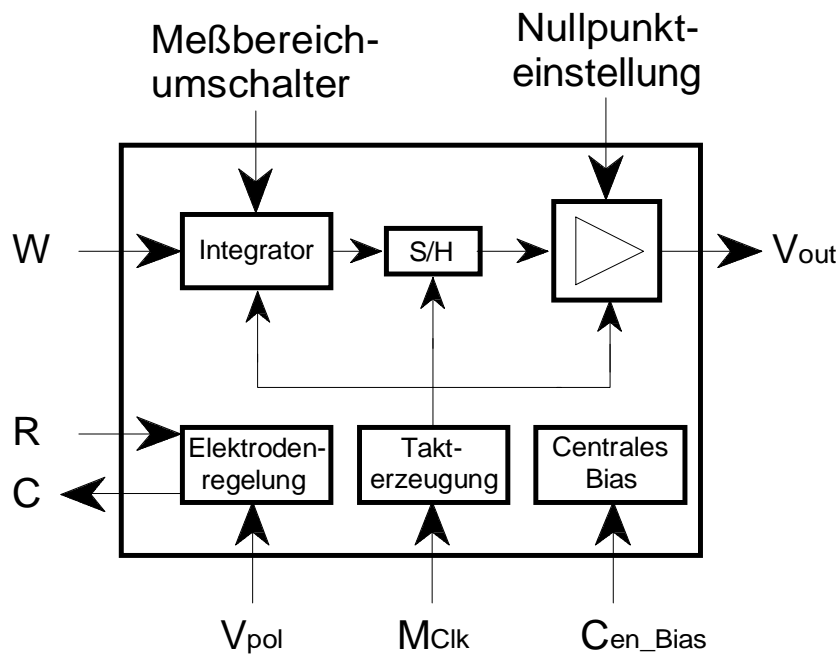 Meßbereich-
umschalter
Nullpunkt-
einstellung
W
Integrator
S/H
Vout
R
C
Elektroden-
regelung
Takt-
erzeugung
Centrales
Bias
Vpol
MClk
Cen_Bias